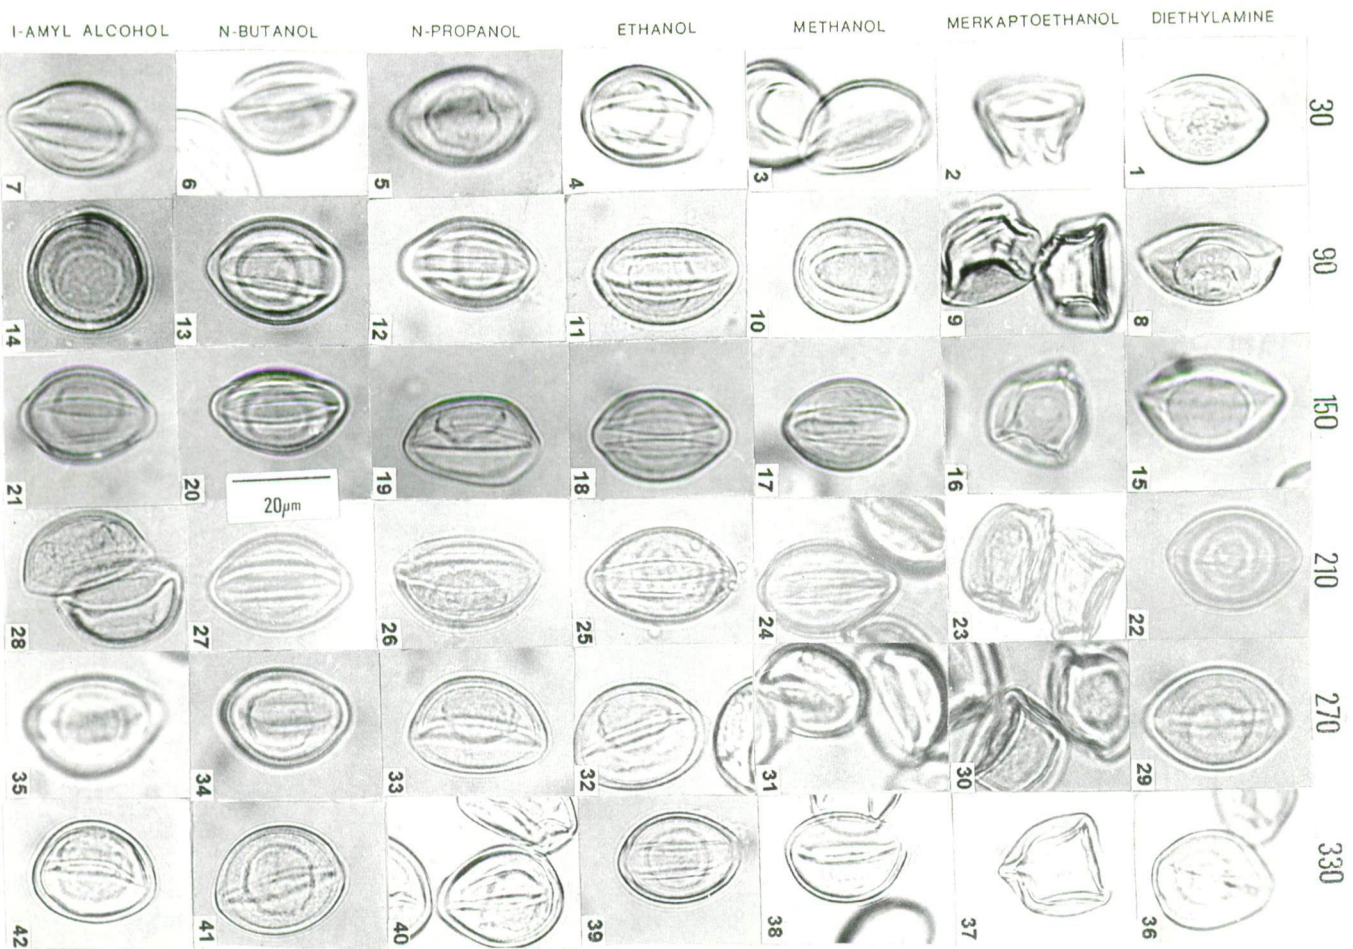 I-AMYL ALCOHOL N-BUTANOL N-PROPANOL ETHANOL METHANOL MERKAPTOETHANOL DIETHYLAMINE
30
7 6 5 4 3 2 1
90
14 13 12 11 10 9 8
150
21 20 19 18 17 16 15
20µm
210
28 27 26 25 24 23 22
270
35 34 33 32 31 30 29
330
42 41 40 39 38 37 36